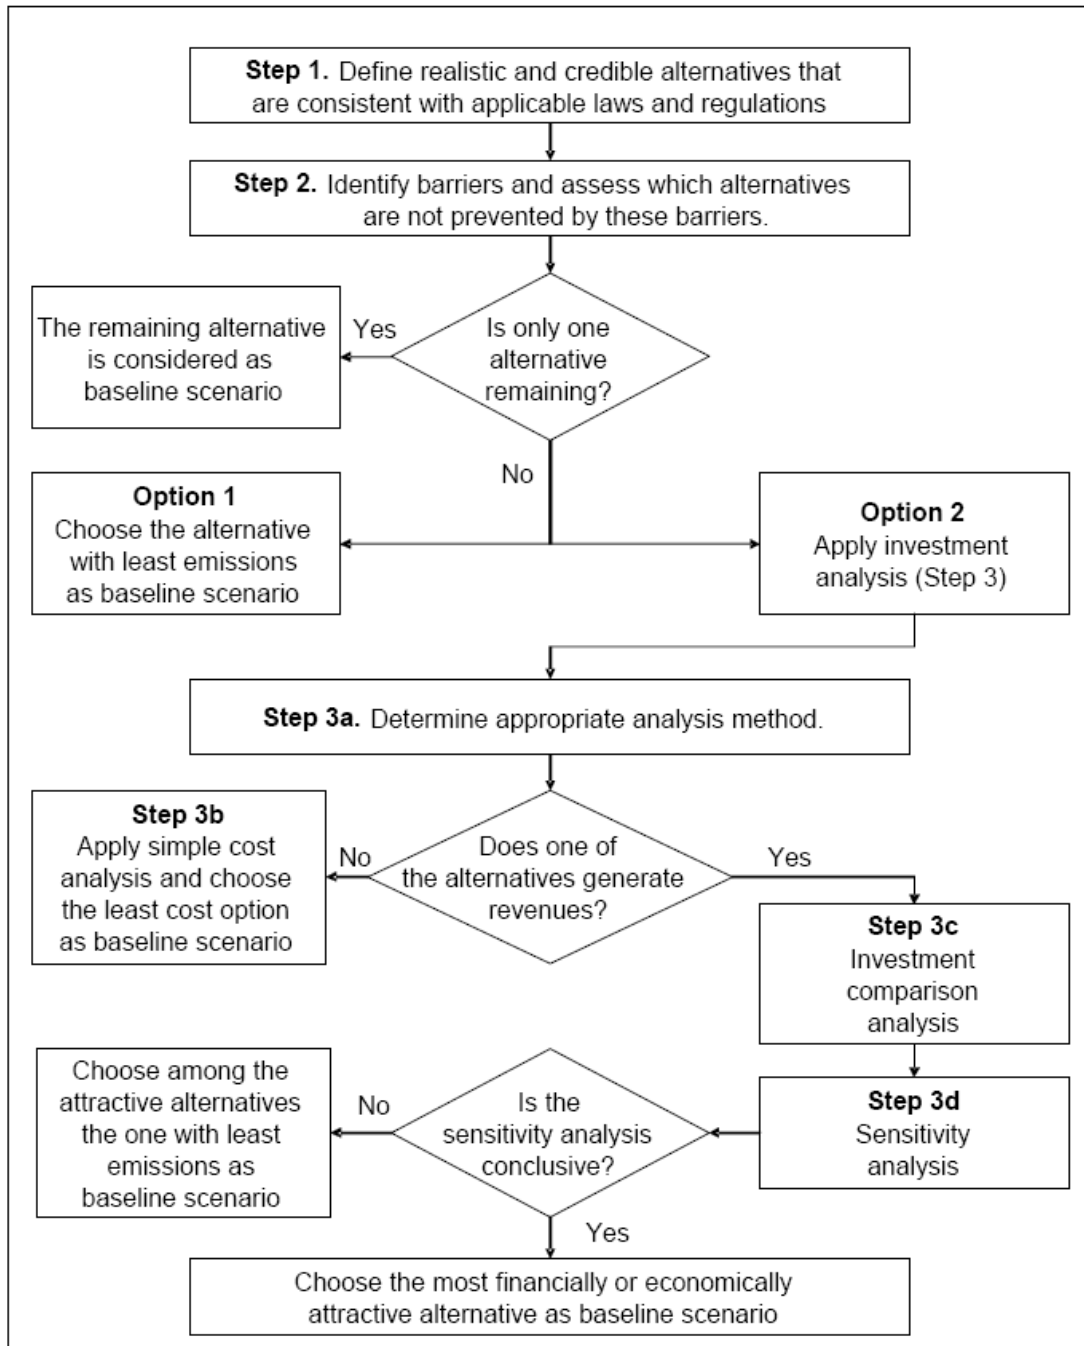 Step 1. Define realistic and credible alternatives that
are consistent with applicable laws and regulations
Step 2. Identify barriers and assess which alternatives
are not prevented by these barriers.
The remaining alternative
is considered as
baseline scenario
Yes
Is only one
alternative
remaining?
No
Option 1
Choose the alternative
with least emissions
as baseline scenario
Option 2
Apply investment
analysis (Step 3)
Step 3a. Determine appropriate analysis method.
Step 3b
Apply simple cost
analysis and choose
the least cost option
as baseline scenario
No
Does one of
the alternatives generate
revenues?
Yes
Step 3c
Investment
comparison
analysis
Choose among the
attractive alternatives
the one with least
emissions as
baseline scenario
No
Is the
sensitivity analysis
conclusive?
Step 3d
Sensitivity
analysis
Yes
Choose the most financially or economically
attractive alternative as baseline scenario